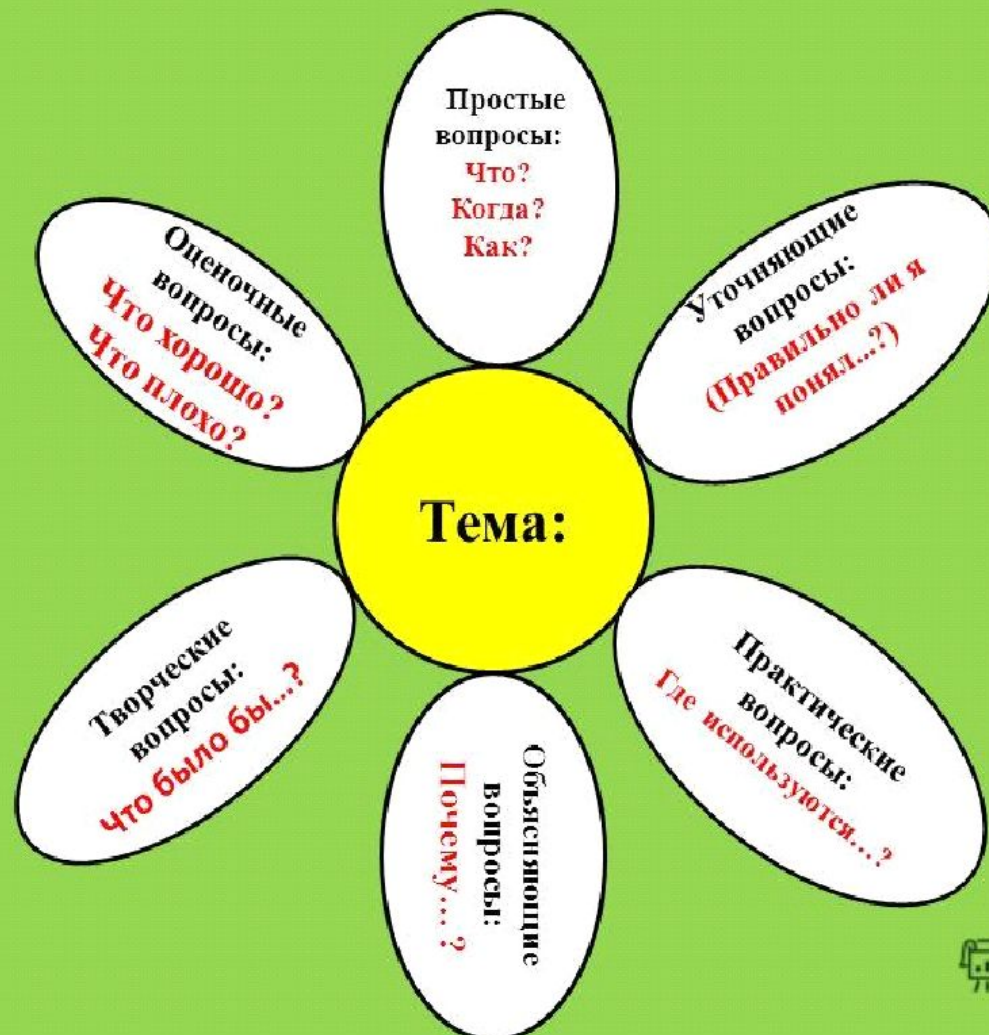 Простые
вопросы:
Что?
Когда?
Как?
Уточняющие
вопросы:
(Правильно ли я
понял...?)
Практические
вопросы:
Где используются...?
Объясняющие
вопросы:
Почему... ?
Творческие
вопросы:
Что было бы...?
Оценочные
вопросы:
Что хорошо?
Что плохо?
Тема: